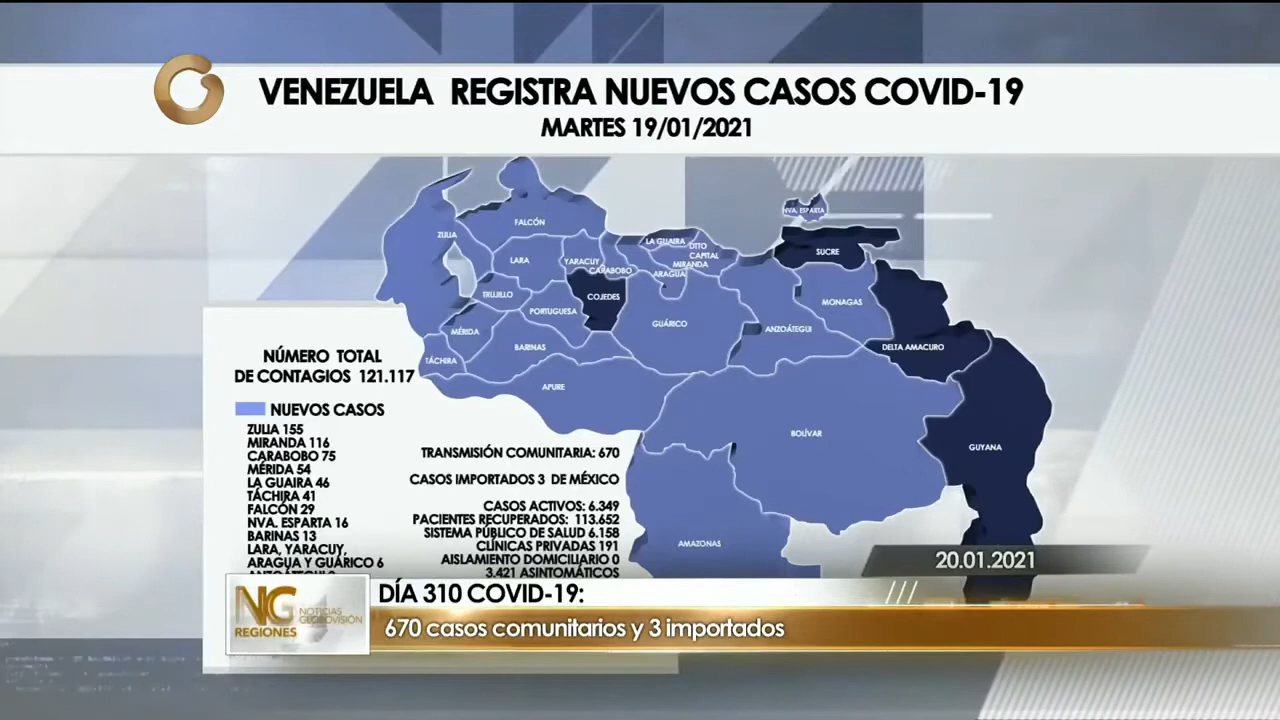 VENEZUELA REGISTRA NUEVOS CASOS COVID-19
MARTES 19/01/2021
NVA. ESPARTA
FALCÓN
ZULIA
LA GUAIRA
DTTO
CAPITAL
SUCRE
LARA
YARACUY
CARABOBO
MIRANDA
ARAGUA
TRUJILLO
COJEDES
MONAGAS
PORTUGUESA
GUÁRICO
ANZOÁTEGUI
MÉRIDA
BARINAS
DELTA AMACURO
TÁCHIRA
APURE
BOLÍVAR
GUYANA
AMAZONAS
NÚMERO TOTAL
DE CONTAGIOS 121.117
NUEVOS CASOS
ZULIA 155
MIRANDA 116
CARABOBO 75
MÉRIDA 54
LA GUAIRA 46
TÁCHIRA 41
FALCÓN 29
NVA. ESPARTA 16
BARINAS 13
LARA, YARACUY,
ARAGUA Y GUÁRICO 6
TRANSMISIÓN COMUNITARIA: 670
CASOS IMPORTADOS 3 DE MÉXICO
CASOS ACTIVOS: 6.349
PACIENTES RECUPERADOS: 113.652
SISTEMA PÚBLICO DE SALUD 6.158
CLÍNICAS PRIVADAS 191
AISLAMIENTO DOMICILIARIO 0
3.421 ASINTOMÁTICOS
20.01.2021
NG
NOTICIAS
GLOBOVISIÓN
REGIONES
DÍA 310 COVID-19:
670 casos comunitarios y 3 importados